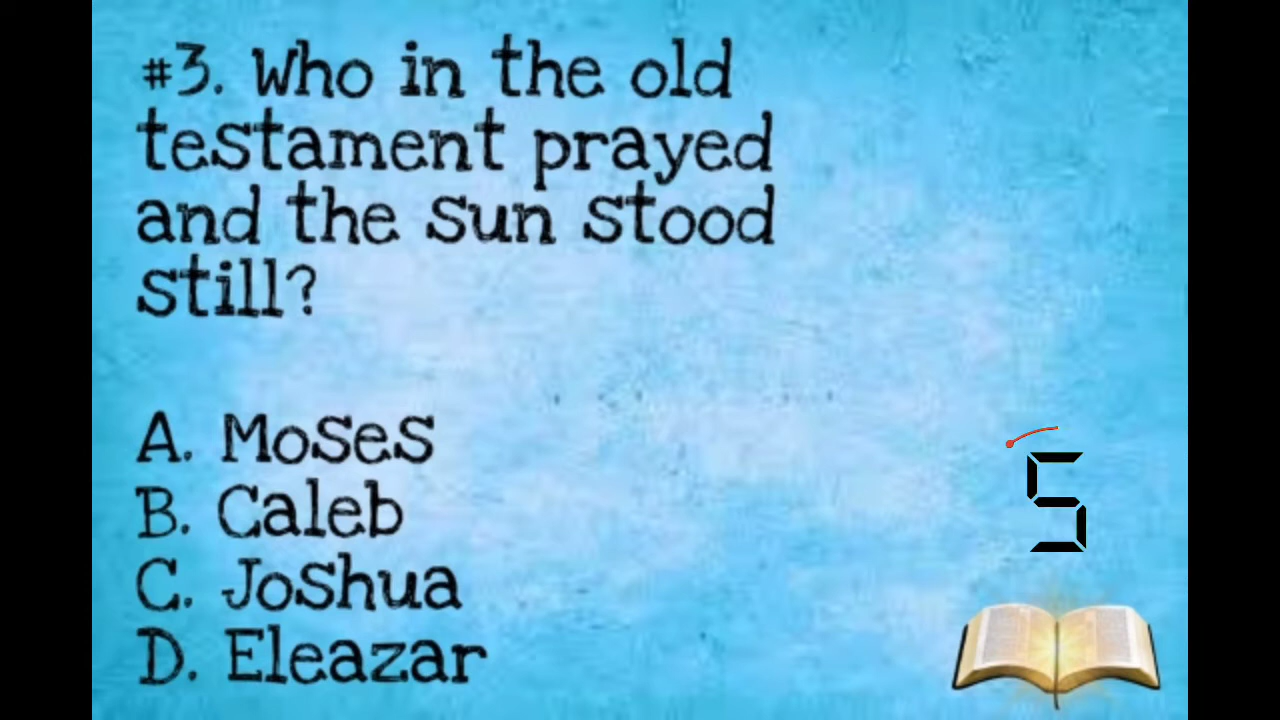 #3. Who in the old
testament prayed
and the sun stood
still?
A. Moses
B. Caleb
C. Joshua
D. Eleazar
5